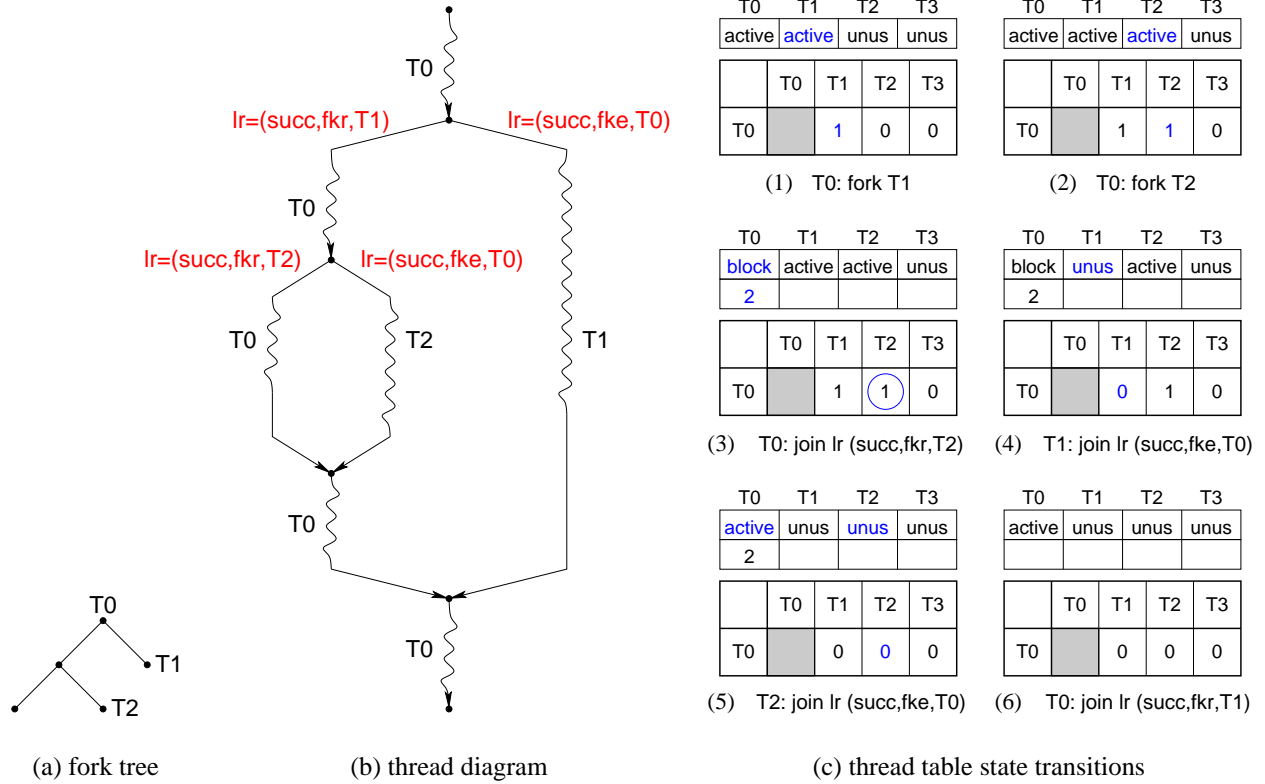 T0
lr=(succ,fkr,T1)
lr=(succ,fke,T0)
T0
lr=(succ,fkr,T2)
lr=(succ,fke,T0)
T0
T2
T1
T0
T0
T0
T1
T2
(a) fork tree
(b) thread diagram
T0 T1 T2 T3
active active unus unus
T0 T1 T2 T3
T0 1 0 0
(1) T0: fork T1
T0 T1 T2 T3
active active active unus
T0 T1 T2 T3
T0 1 1 0
(2) T0: fork T2
T0 T1 T2 T3
block active active unus
2
T0 T1 T2 T3
T0 1 1 0
(3) T0: join lr (succ,fkr,T2)
T0 T1 T2 T3
block unus active unus
2
T0 T1 T2 T3
T0 0 1 0
(4) T1: join lr (succ,fke,T0)
T0 T1 T2 T3
active unus unus unus
2
T0 T1 T2 T3
T0 0 0 0
(5) T2: join lr (succ,fke,T0)
T0 T1 T2 T3
active unus unus unus
T0 T1 T2 T3
T0 0 0 0
(6) T0: join lr (succ,fkr,T1)
(c) thread table state transitions